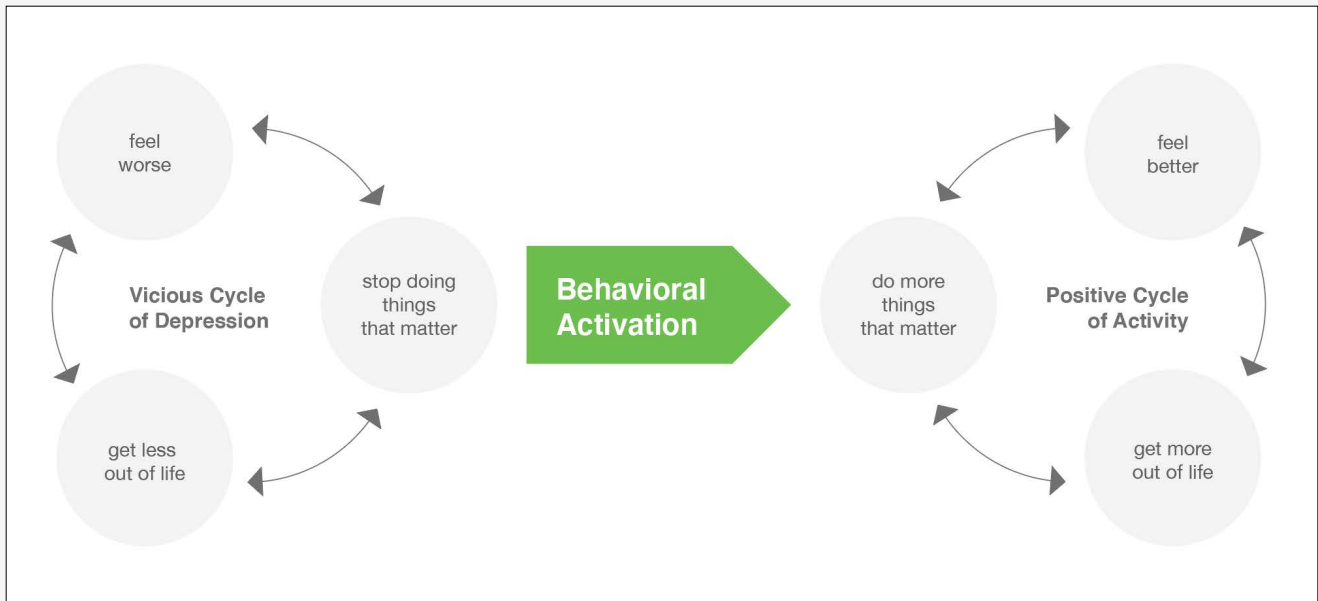 feel
worse
Vicious Cycle
of Depression
stop doing
things
that matter
get less
out of life
Behavioral
Activation
do more
things
that matter
feel
better
Positive Cycle
of Activity
get more
out of life